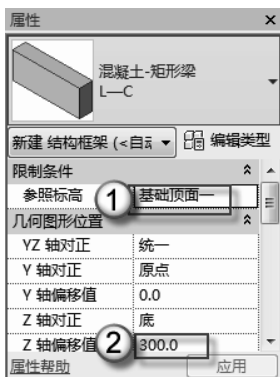 属性
混凝土-矩形梁
L—C
新建 结构框架 (<自动 编辑类型
限制条件
参照标高 1 基础顶面一
几何图形位置
YZ 轴对正 统一
Y 轴对正 原点
Y 轴偏移值 0.0
Z 轴对正 底
Z 轴偏移值 2 300.0
属性帮助 应用